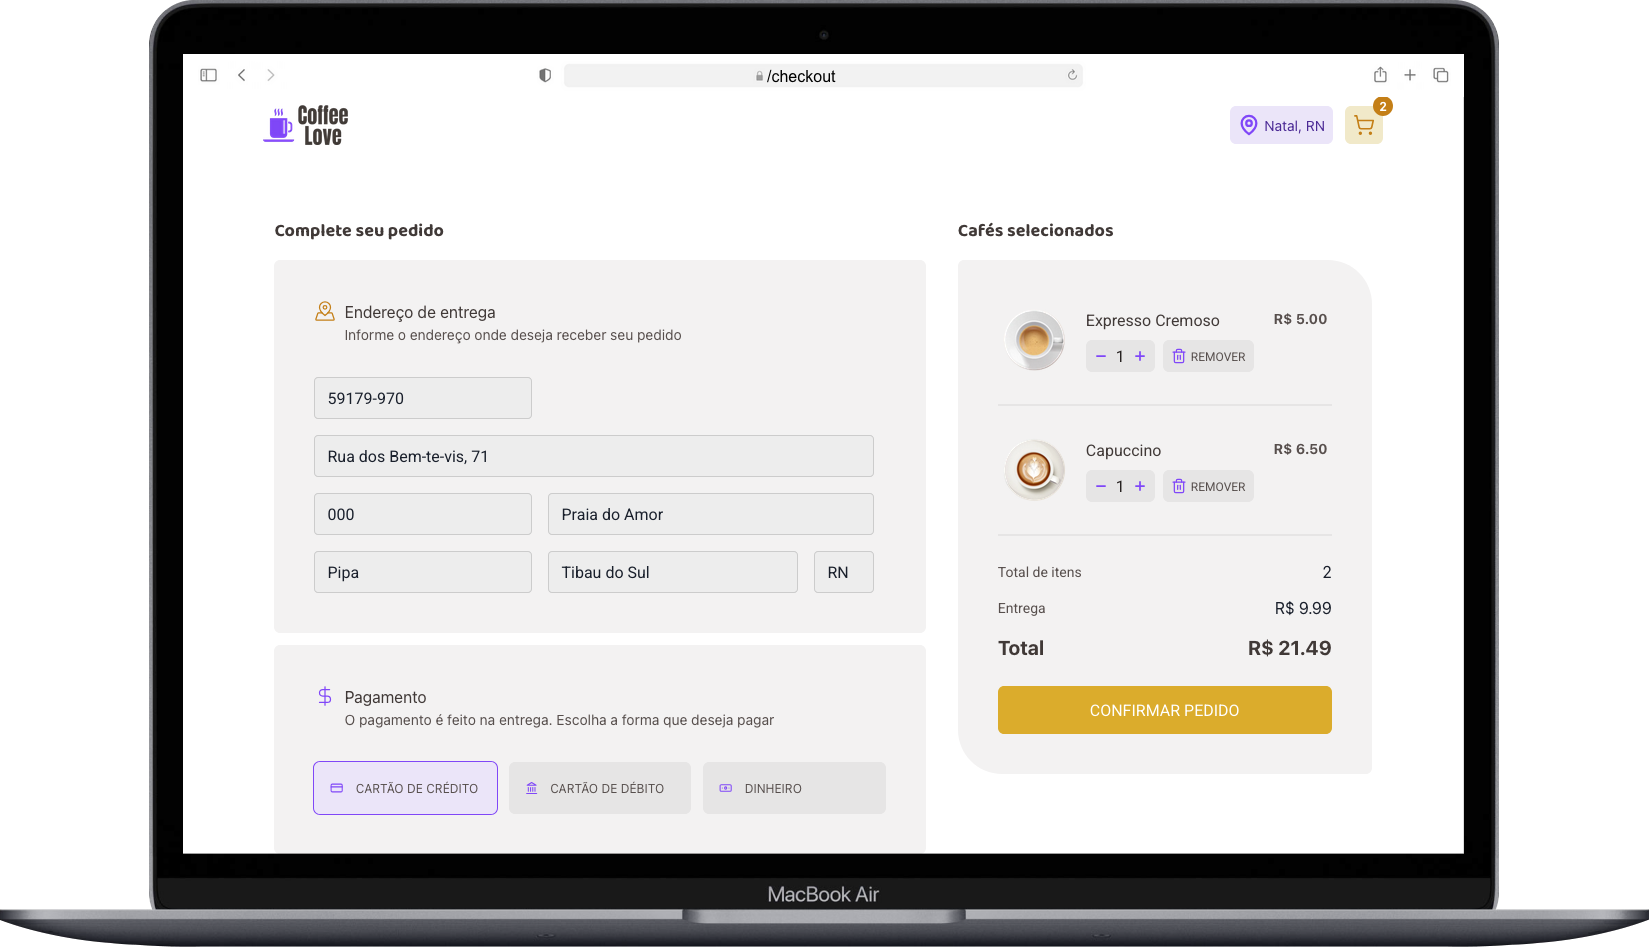 /checkout
Coffee
Love
Natal, RN
2
Complete seu pedido
Endereço de entrega
Informe o endereço onde deseja receber seu pedido
59179-970
Rua dos Bem-te-vis, 71
000
Praia do Amor
Pipa
Tibau do Sul
RN
Pagamento
O pagamento é feito na entrega. Escolha a forma que deseja pagar
CARTÃO DE CRÉDITO
CARTÃO DE DÉBITO
DINHEIRO
Cafés selecionados
Expresso Cremoso
R$ 5.00
1
REMOVER
Capuccino
R$ 6.50
1
REMOVER
Total de itens
2
Entrega
R$ 9.99
Total
R$ 21.49
CONFIRMAR PEDIDO
MacBook Air